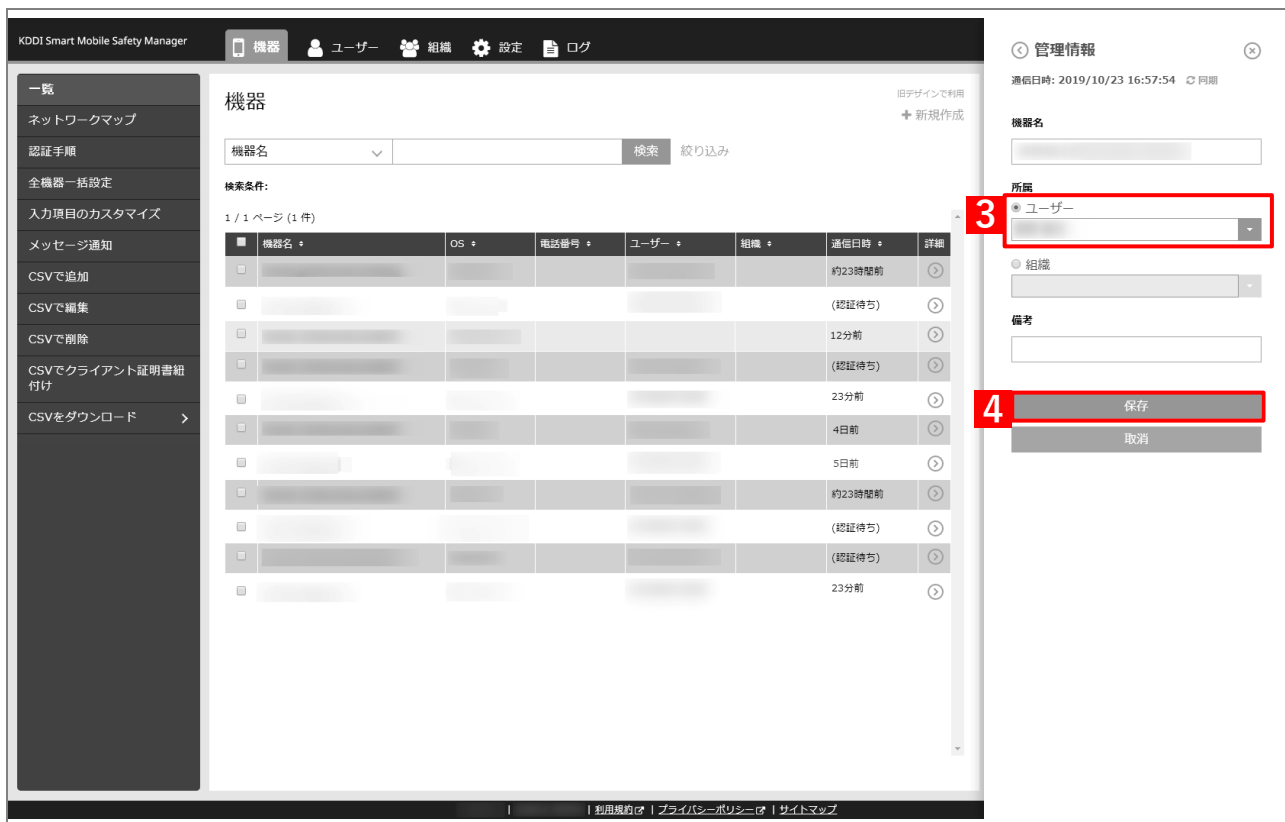 KDDI Smart Mobile Safety Manager
機器
ユーザー
組織
設定
ログ
一覧
ネットワークマップ
認証手順
全機器一括設定
入力項目のカスタマイズ
メッセージ通知
CSVで追加
CSVで編集
CSVで削除
CSVでクライアント証明書紐
付け
CSVをダウンロード
機器
旧デザインで利用
新規作成
機器名 検索 絞り込み
検索条件:
1 / 1 ページ (1 件)
機器名 OS 電話番号 ユーザー 組織 通信日時 詳細
約23時間前
(認証待ち)
12分前
(認証待ち)
23分前
4日前
5日前
約23時間前
(認証待ち)
(認証待ち)
23分前
管理情報
通信日時: 2019/10/23 16:57:54 同期
機器名
所属
3
ユーザー
組織
備考
4
保存
取消
| | 利用規約 | プライバシーポリシー | サイトマップ